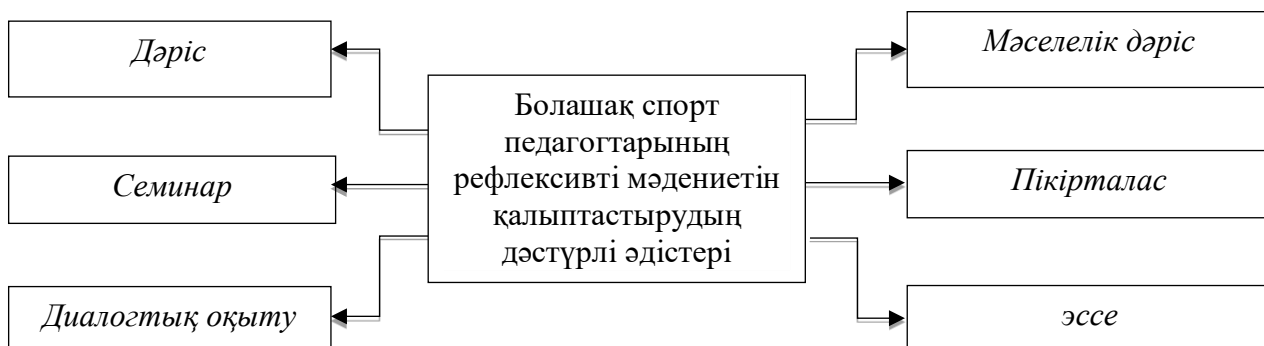 Дәріс
Семинар
Диалогтық оқыту
Болашақ спорт
педагогтарының
рефлексивті мәдениетін
қалыптастырудың
дәстүрлі әдістері
Мәселелік дәріс
Пікірталас
эссе